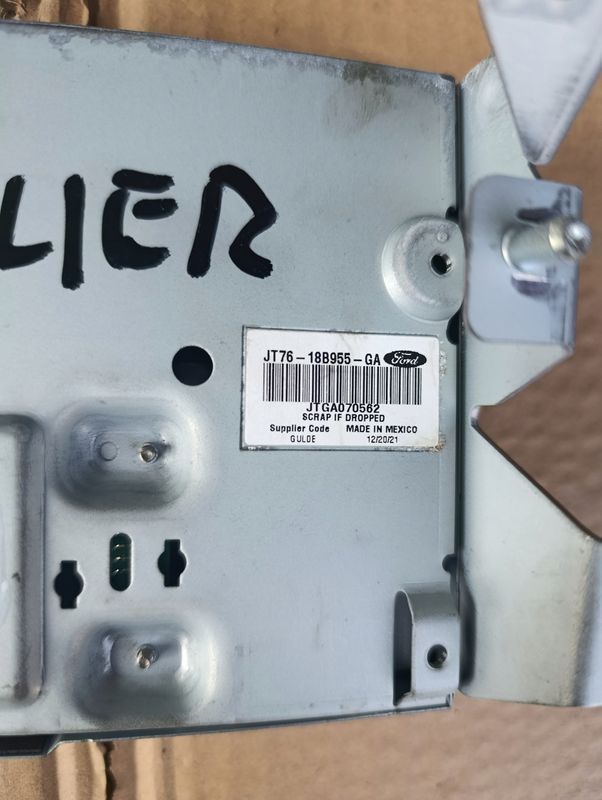 LIER
JT76-18B955-GA Ford
JTGA070562
SCRAP IF DROPPED
Supplier Code MADE IN MEXICO
GULDE 12/20/21